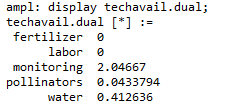 ampl: display techavail.dual;
techavail.dual [*] :=
fertilizer 0
labor 0
monitoring 2.04667
pollinators 0.0433794
water 0.412636